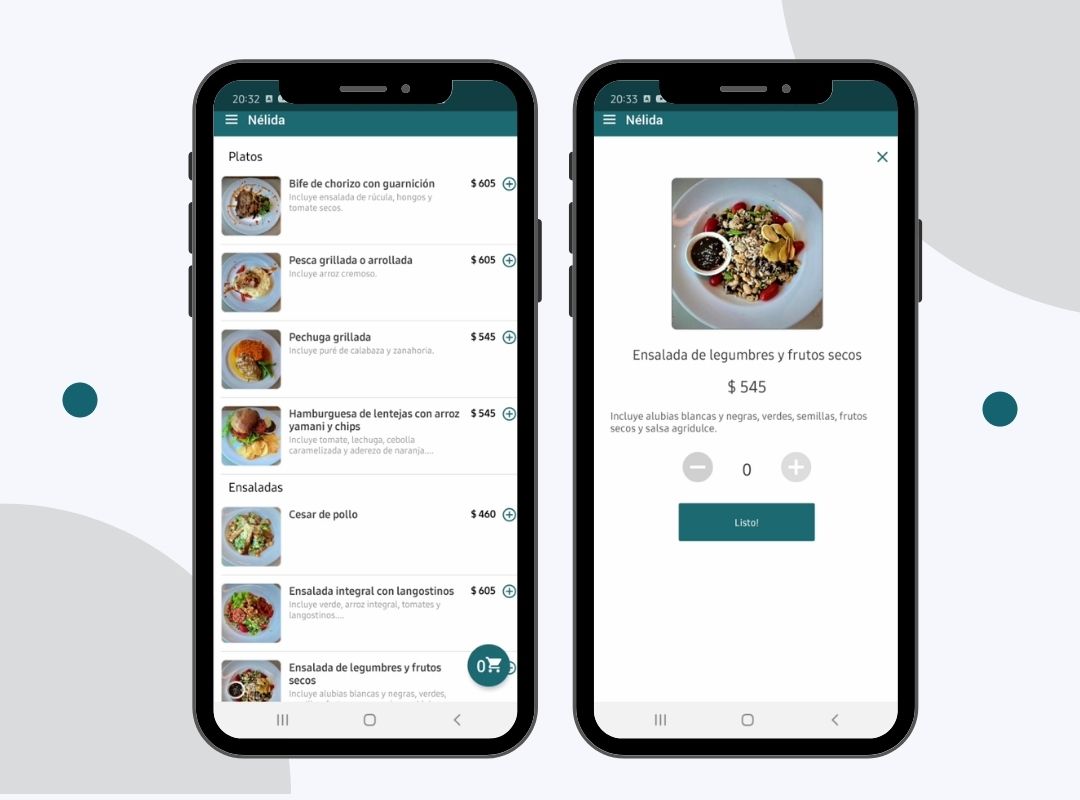 20:32
Nélida
Platos
Bife de chorizo con guarnición $ 605
Incluye ensalada de rúcula, hongos y
tomate secos.
Pesca grillada o arrollada $ 605
Incluye arroz cremoso.
Pechuga grillada $ 545
Incluye puré de calabaza y zanahoria.
Hamburguesa de lentejas con arroz $ 545
yamani y chips
Incluye tomate, lechuga, cebolla
caramelizada y aderezo de naranja....
Ensaladas
Cesar de pollo $ 460
Ensalada integral con langostinos $ 605
Incluye verde, arroz integral, tomates y
langostinos....
Ensalada de legumbres y frutos
secos
0
Incluye alubias blancas y negras, verdes,
20:33
Nélida
Ensalada de legumbres y frutos secos
$ 545
Incluye alubias blancas y negras, verdes, semillas, frutos
secos y salsa agridulce.
0
Listo!